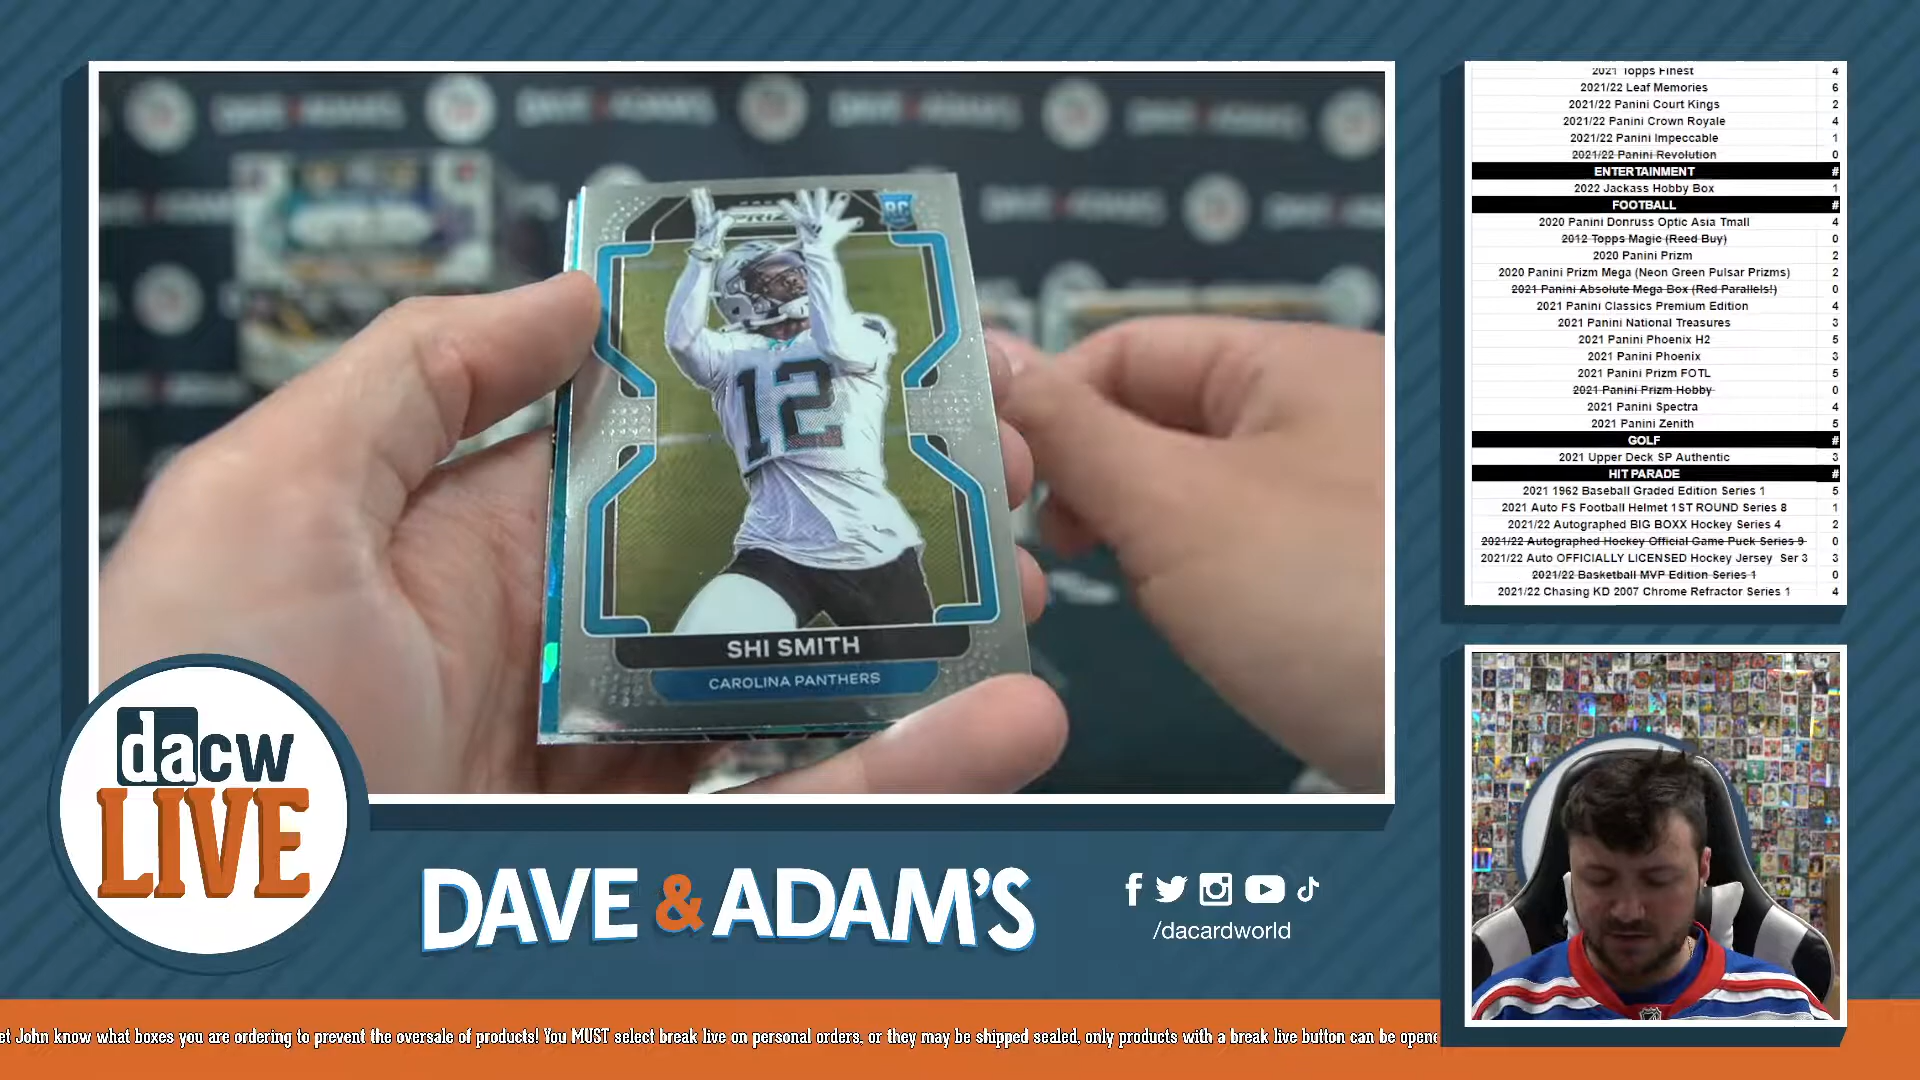 DAVE & ADAM'S
DAVE & ADAM'S
DAVE & ADAM'S
PRIZM
RC
12
SHI SMITH
CAROLINA PANTHERS
2021 Topps Finest 4
2021/22 Leaf Memories 6
2021/22 Panini Court Kings 2
2021/22 Panini Crown Royale 4
2021/22 Panini Impeccable 1
2021/22 Panini Revolution 0
ENTERTAINMENT #
2022 Jackass Hobby Box 1
FOOTBALL #
2020 Panini Donruss Optic Asia Tmall 4
2012 Topps Magic (Reed Buy) 0
2020 Panini Prizm 2
2020 Panini Prizm Mega (Neon Green Pulsar Prizms) 2
2021 Panini Absolute Mega Box (Red Parallels!) 0
2021 Panini Classics Premium Edition 4
2021 Panini National Treasures 3
2021 Panini Phoenix H2 5
2021 Panini Phoenix 3
2021 Panini Prizm FOTL 5
2021 Panini Prizm Hobby 0
2021 Panini Spectra 4
2021 Panini Zenith 5
GOLF #
2021 Upper Deck SP Authentic 3
HIT PARADE #
2021 1962 Baseball Graded Edition Series 1 5
2021 Auto FS Football Helmet 1ST ROUND Series 8 1
2021/22 Autographed BIG BOXX Hockey Series 4 2
2021/22 Autographed Hockey Official Game Puck Series 9 0
2021/22 Auto OFFICIALLY LICENSED Hockey Jersey Ser 3 3
2021/22 Basketball MVP Edition Series 1 0
2021/22 Chasing KD 2007 Chrome Refractor Series 1 4
dacw
LIVE
DAVE & ADAM'S
/dacardworld
et John know what boxes you are ordering to prevent the oversale of products! You MUST select break live on personal orders, or they may be shipped sealed, only products with a break live button can be opene